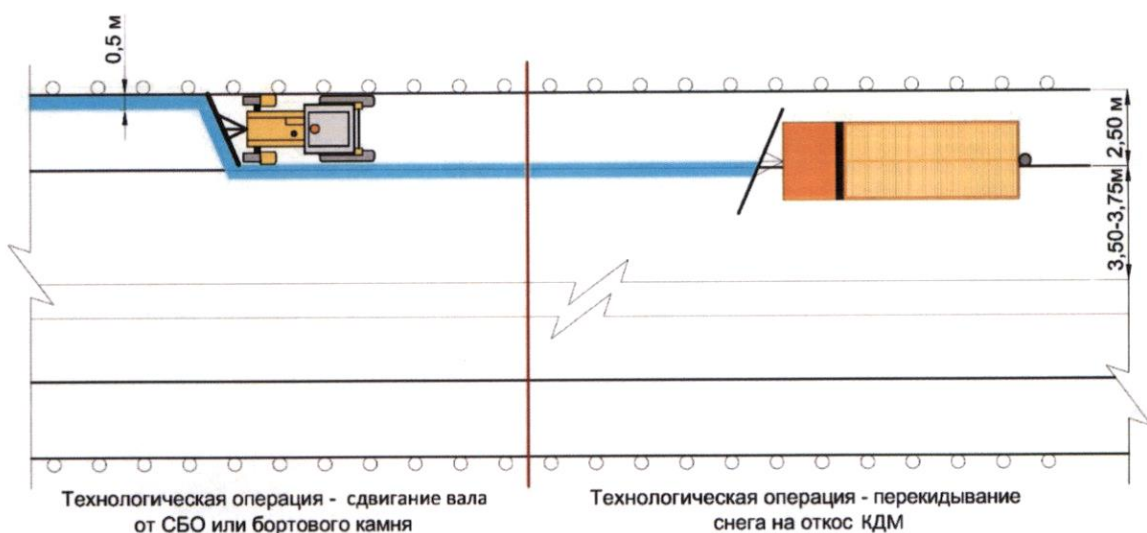 0,5 м
2,50 м
3,50-3,75м
Технологическая операция - сдвигание вала
от СБО или бортового камня
Технологическая операция - перекидывание
снега на откос КДМ